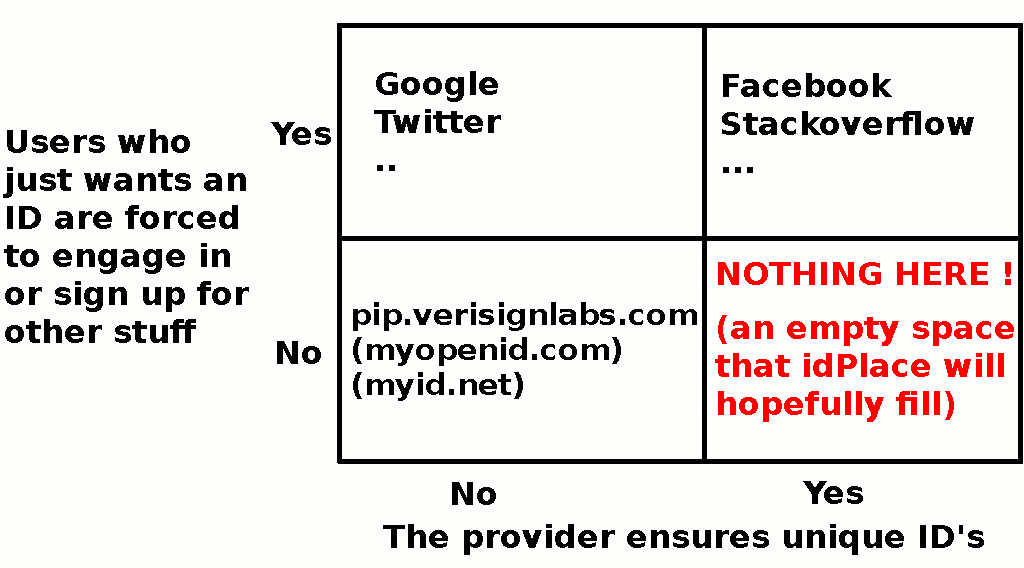 Users who
just wants an
ID are forced
to engage in
or sign up for
other stuff
Yes
Google
Twitter
..
Facebook
Stackoverflow
...
No
pip.verisignlabs.com
(myopenid.com)
(myid.net)
NOTHING HERE !
(an empty space
that idPlace will
hopefully fill)
No
Yes
The provider ensures unique ID's